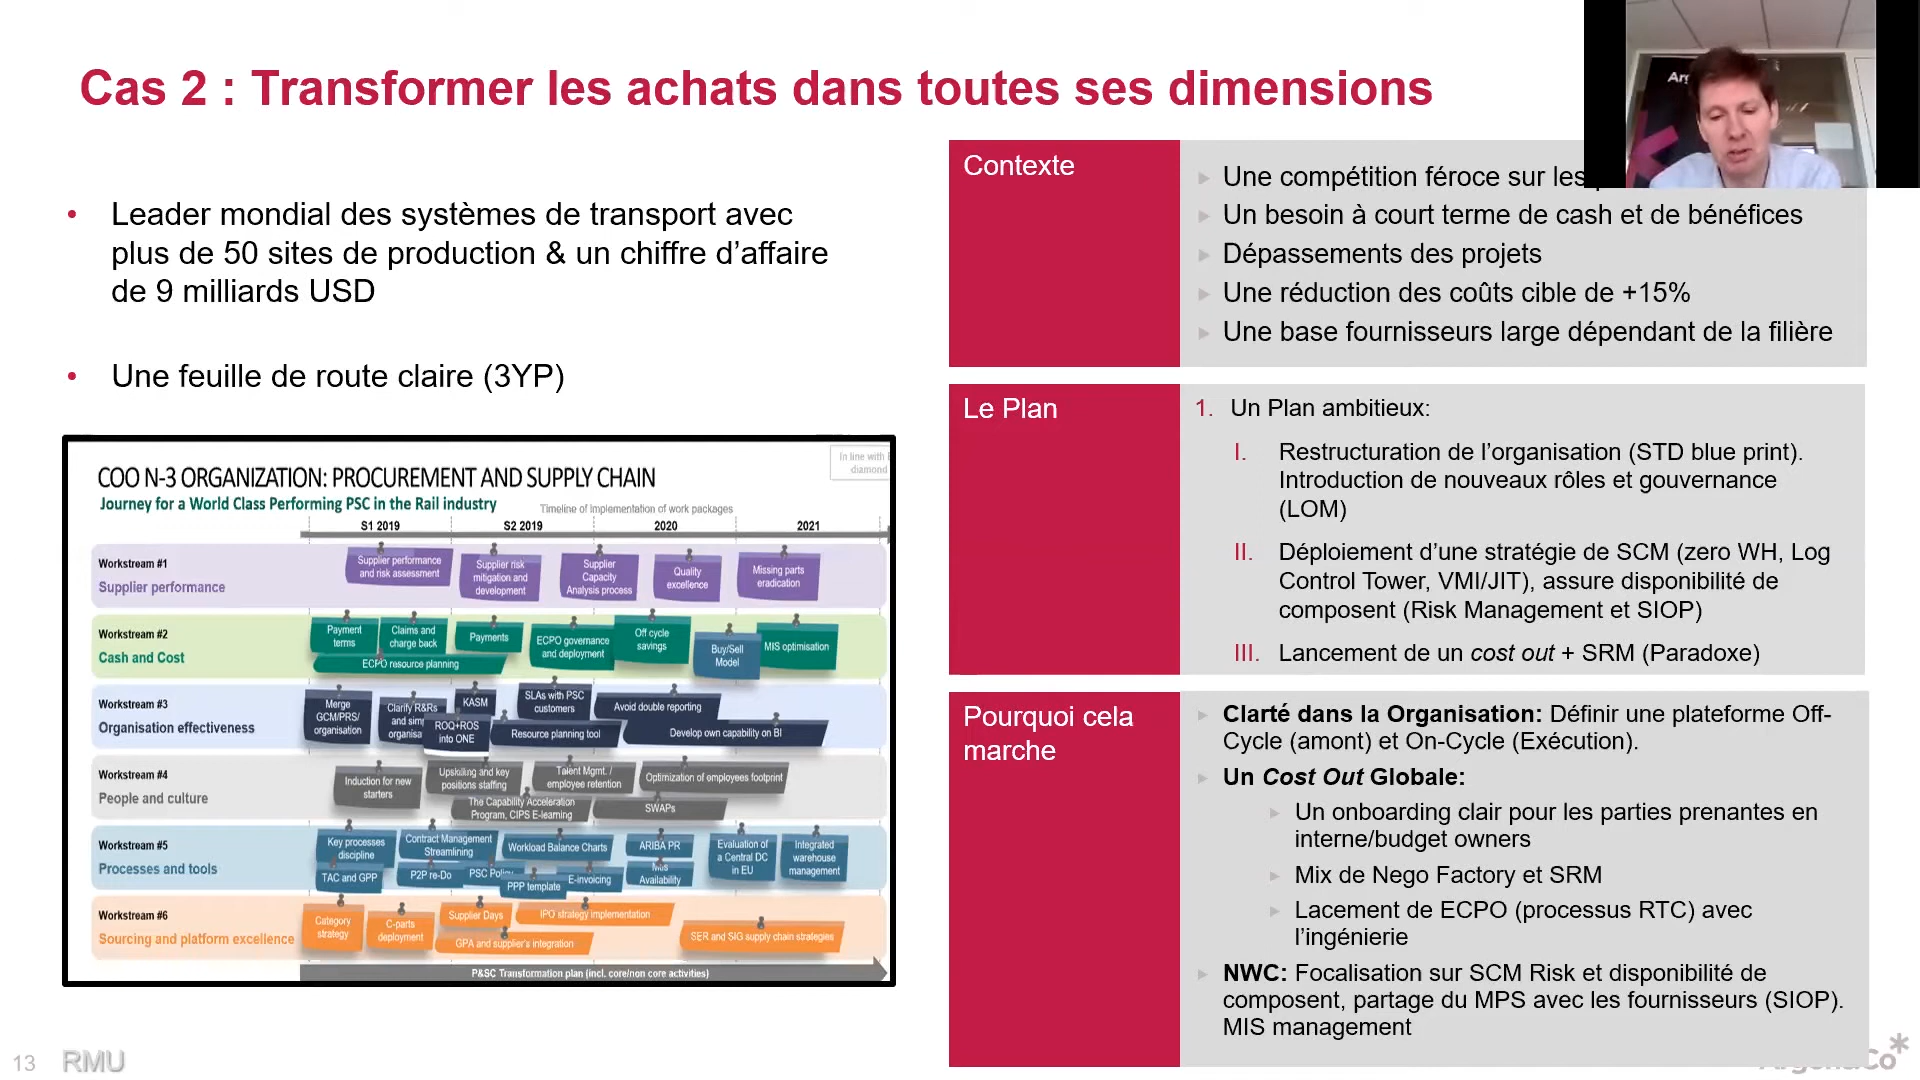 Cas 2 : Transformer les achats dans toutes ses dimensions
• Leader mondial des systèmes de transport avec
plus de 50 sites de production & un chiffre d’affaire
de 9 milliards USD
• Une feuille de route claire (3YP)
In line with
diamond
COO N-3 ORGANIZATION: PROCUREMENT AND SUPPLY CHAIN
Journey for a World Class Performing PSC in the Rail industry
Timeline of implementation of work packages
S1 2019
S2 2019
2020
2021
Workstream #1
Supplier performance
Supplier performance
and risk assessment
Supplier risk
mitigation and
development
Supplier
Capacity
Analysis process
Quality
excellence
Missing parts
eradication
Workstream #2
Cash and Cost
Payment
terms
Claims and
charge back
Payments
ECPO governance
and deployment
Off cycle
savings
Buy/Sell
Model
MIS optimisation
ECPO resource planning
Workstream #3
Organisation effectiveness
Merge
GCM/PRS/
organisation
Clarify R&Rs
and sim
organisa
KASM
ROQ+ROS
into ONE
SLAs with PSC
customers
Resource planning tool
Avoid double reporting
Develop own capability on BI
Workstream #4
People and culture
Induction for new
starters
Upskilling and key
positions staffing
Talent Mgmt. /
employee retention
Optimization of employees footprint
The Capability Acceleration
Program, CIPS E-learning
SWAPs
Workstream #5
Processes and tools
Key processes
discipline
Contract Management
Streamlining
Workload Balance Charts
ARIBA PR
Evaluation of
a Central DC
in EU
Integrated
warehouse
management
TAC and GPP
P2P re-Do
PSC Policy
PPP template
E-invoicing
Availability
Workstream #6
Sourcing and platform excellence
Category
strategy
C-parts
deployment
Supplier Days
IPO strategy implementation
GPA and supplier's integration
SER and SIG supply chain strategies
P&SC Transformation plan (incl. core/non core activities)
Contexte
Une compétition féroce sur les
Un besoin à court terme de cash et de bénéfices
Dépassements des projets
Une réduction des coûts cible de +15%
Une base fournisseurs large dépendant de la filière
Le Plan
1. Un Plan ambitieux:
I. Restructuration de l’organisation (STD blue print).
Introduction de nouveaux rôles et gouvernance
(LOM)
II. Déploiement d’une stratégie de SCM (zero WH, Log
Control Tower, VMI/JIT), assure disponibilité de
composent (Risk Management et SIOP)
III. Lancement de un cost out + SRM (Paradoxe)
Pourquoi cela
marche
Clarté dans la Organisation: Définir une plateforme Off-
Cycle (amont) et On-Cycle (Exécution).
Un Cost Out Globale:
Un onboarding clair pour les parties prenantes en
interne/budget owners
Mix de Nego Factory et SRM
Lacement de ECPO (processus RTC) avec
l’ingénierie
NWC: Focalisation sur SCM Risk et disponibilité de
composent, partage du MPS avec les fournisseurs (SIOP).
MIS management
13 RMU